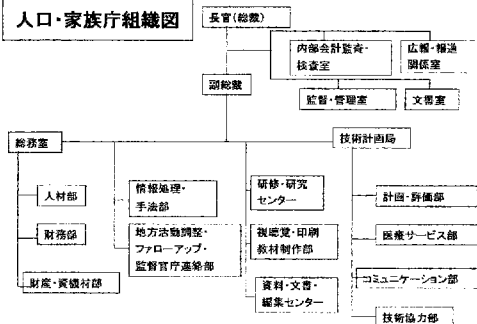 人口・家族庁組織図
長官(総裁)
内部会計監査・
検査室
広報・報道
関係室
副総裁
監督・管理室
文書室
総務室
技術計画局
人材部
情報処理・
手法部
研修・研究
センター
計画・評価部
財務部
地方活動調整・
フォローアップ・
監督官庁連絡部
視聴覚・印刷
教材制作部
医療サービス部
財産・資機材部
資料・文書・
編集センター
コミュニケーション部
技術協力部